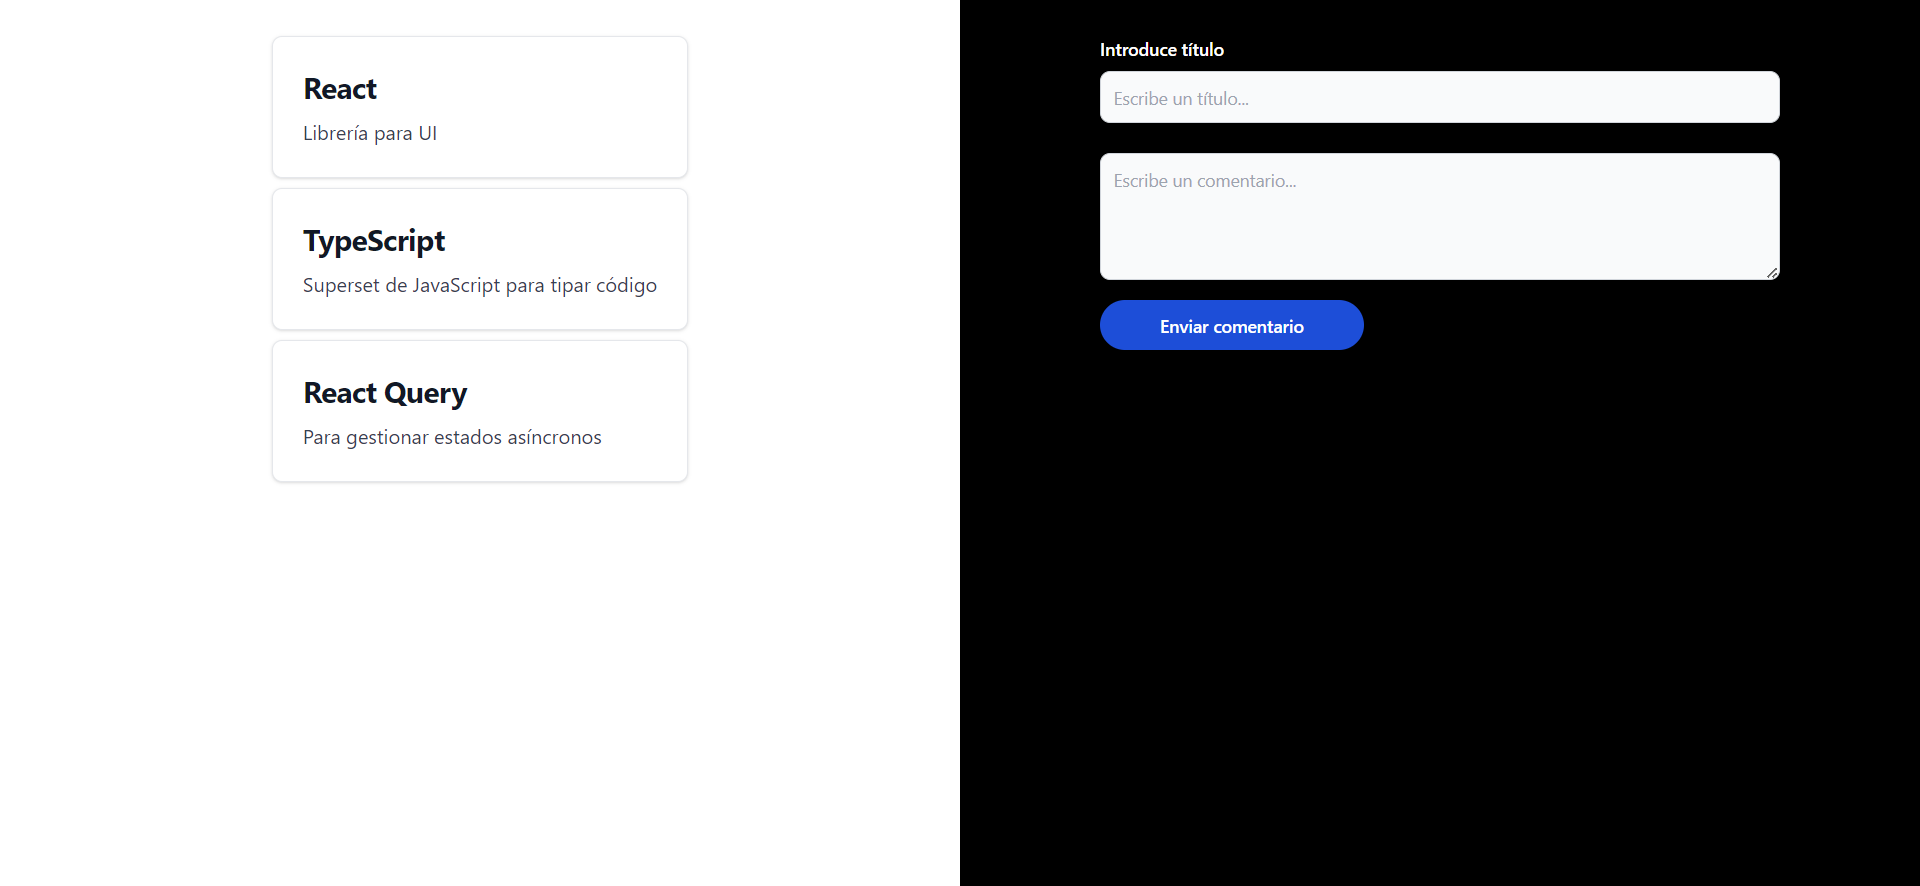 React
Librería para UI
TypeScript
Superset de JavaScript para tipar código
React Query
Para gestionar estados asíncronos
Introduce título
Escribe un título...
Escribe un comentario...
Enviar comentario